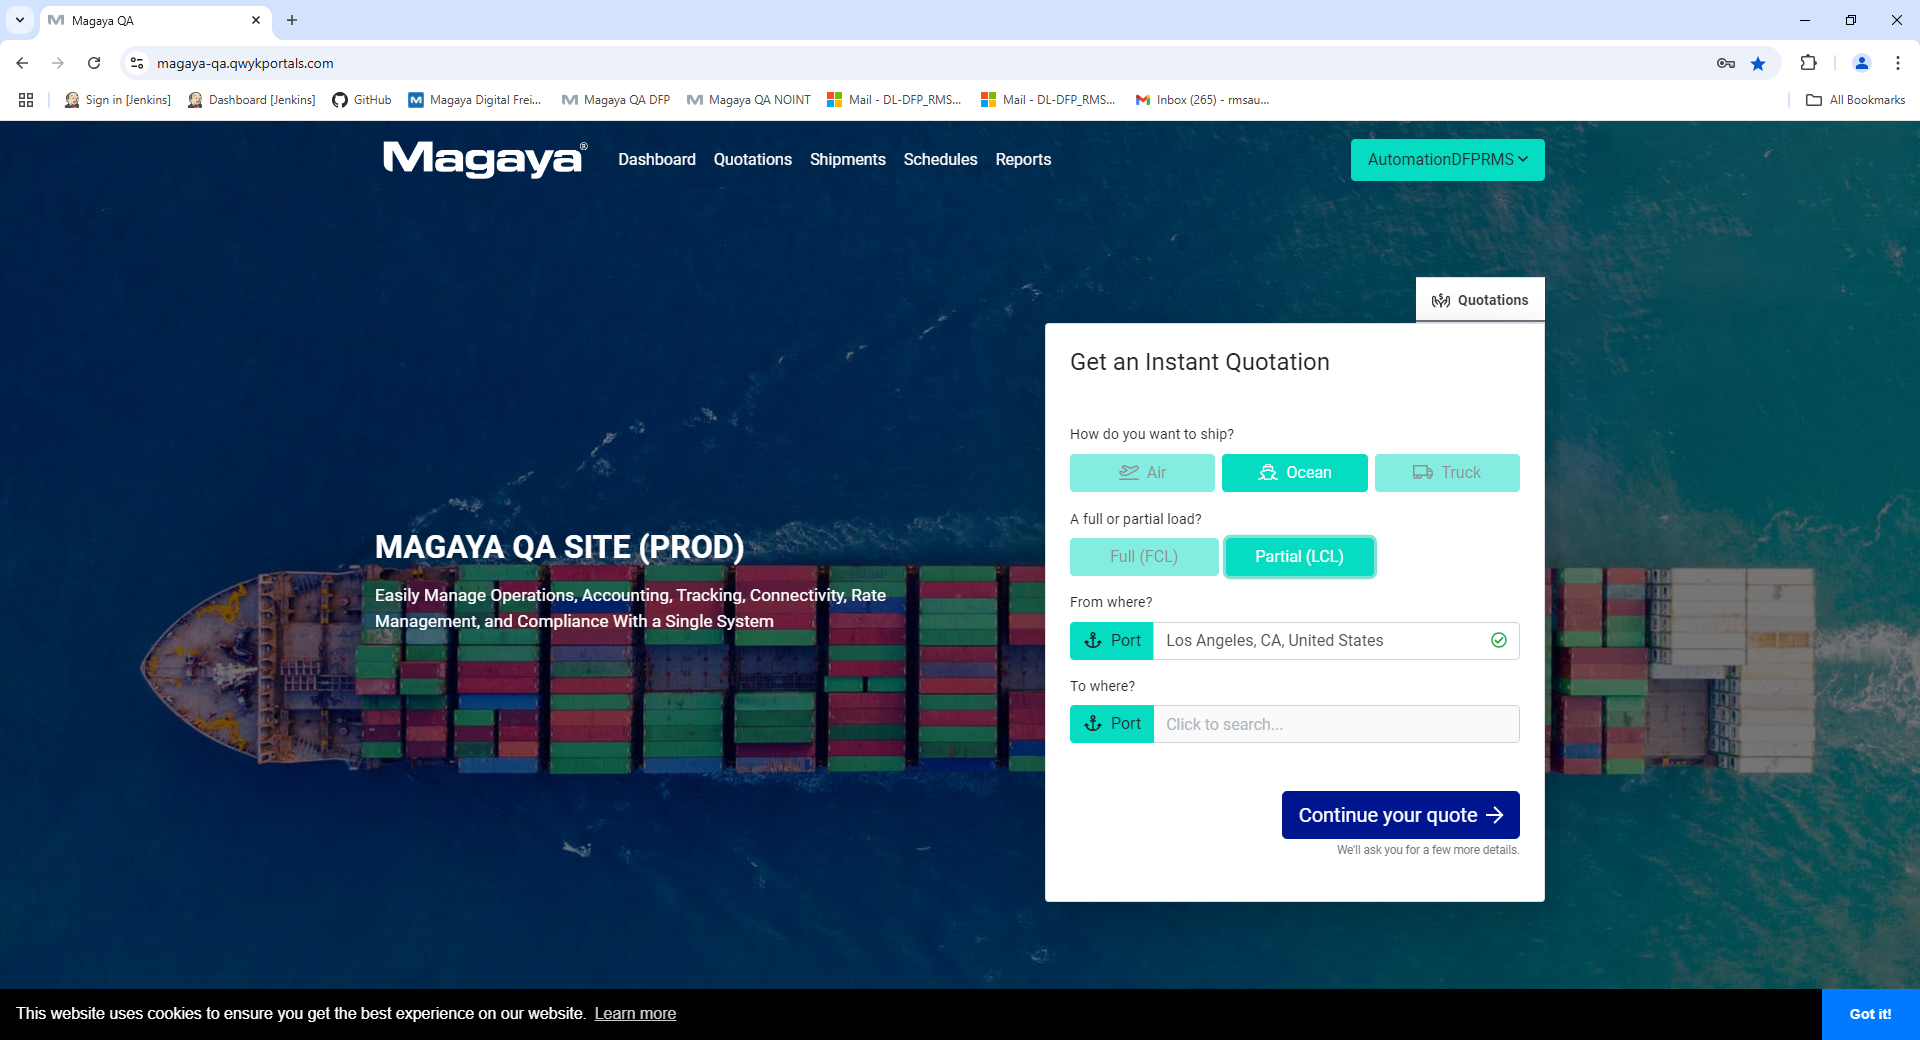 Magaya QA
magaya-qa.qwykportals.com
Sign in [Jenkins]
Dashboard [Jenkins]
GitHub
Magaya Digital Frei...
Magaya QA DFP
Magaya QA NOINT
Mail - DL-DFP_RMS...
Mail - DL-DFP_RMS...
Inbox (265) - rmsau...
All Bookmarks
Magaya®
Dashboard
Quotations
Shipments
Schedules
Reports
AutomationDFPRMS
Quotations
Get an Instant Quotation
How do you want to ship?
Air
Ocean
Truck
A full or partial load?
Full (FCL)
Partial (LCL)
From where?
Port
Los Angeles, CA, United States
To where?
Port
Click to search...
Continue your quote
We'll ask you for a few more details.
MAGAYA QA SITE (PROD)
Easily Manage Operations, Accounting, Tracking, Connectivity, Rate
Management, and Compliance With a Single System
This website uses cookies to ensure you get the best experience on our website. Learn more
Got it!